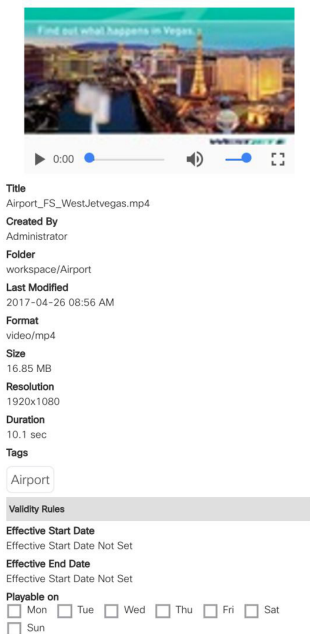 Find out what happens in Vegas.
0:00
Title
Airport_FS_WestJetvegas.mp4
Created By
Administrator
Folder
workspace/Airport
Last Modified
2017-04-26 08:56 AM
Format
video/mp4
Size
16.85 MB
Resolution
1920x1080
Duration
10.1 sec
Tags
Airport
Validity Rules
Effective Start Date
Effective Start Date Not Set
Effective End Date
Effective Start Date Not Set
Playable on
Mon Tue Wed Thu Fri Sat
Sun